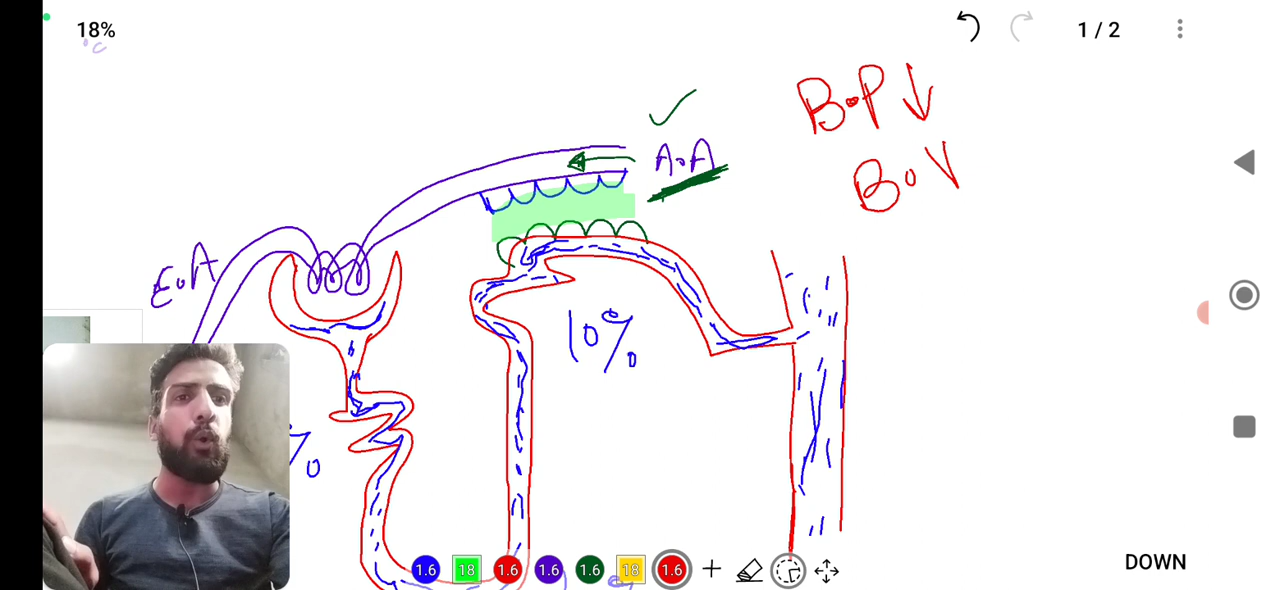 18%
°C
1 / 2
B.P ↓
A.A
B.V
E.A
10%
%
1.6 18 1.6 1.6 1.6 18 1.6
DOWN